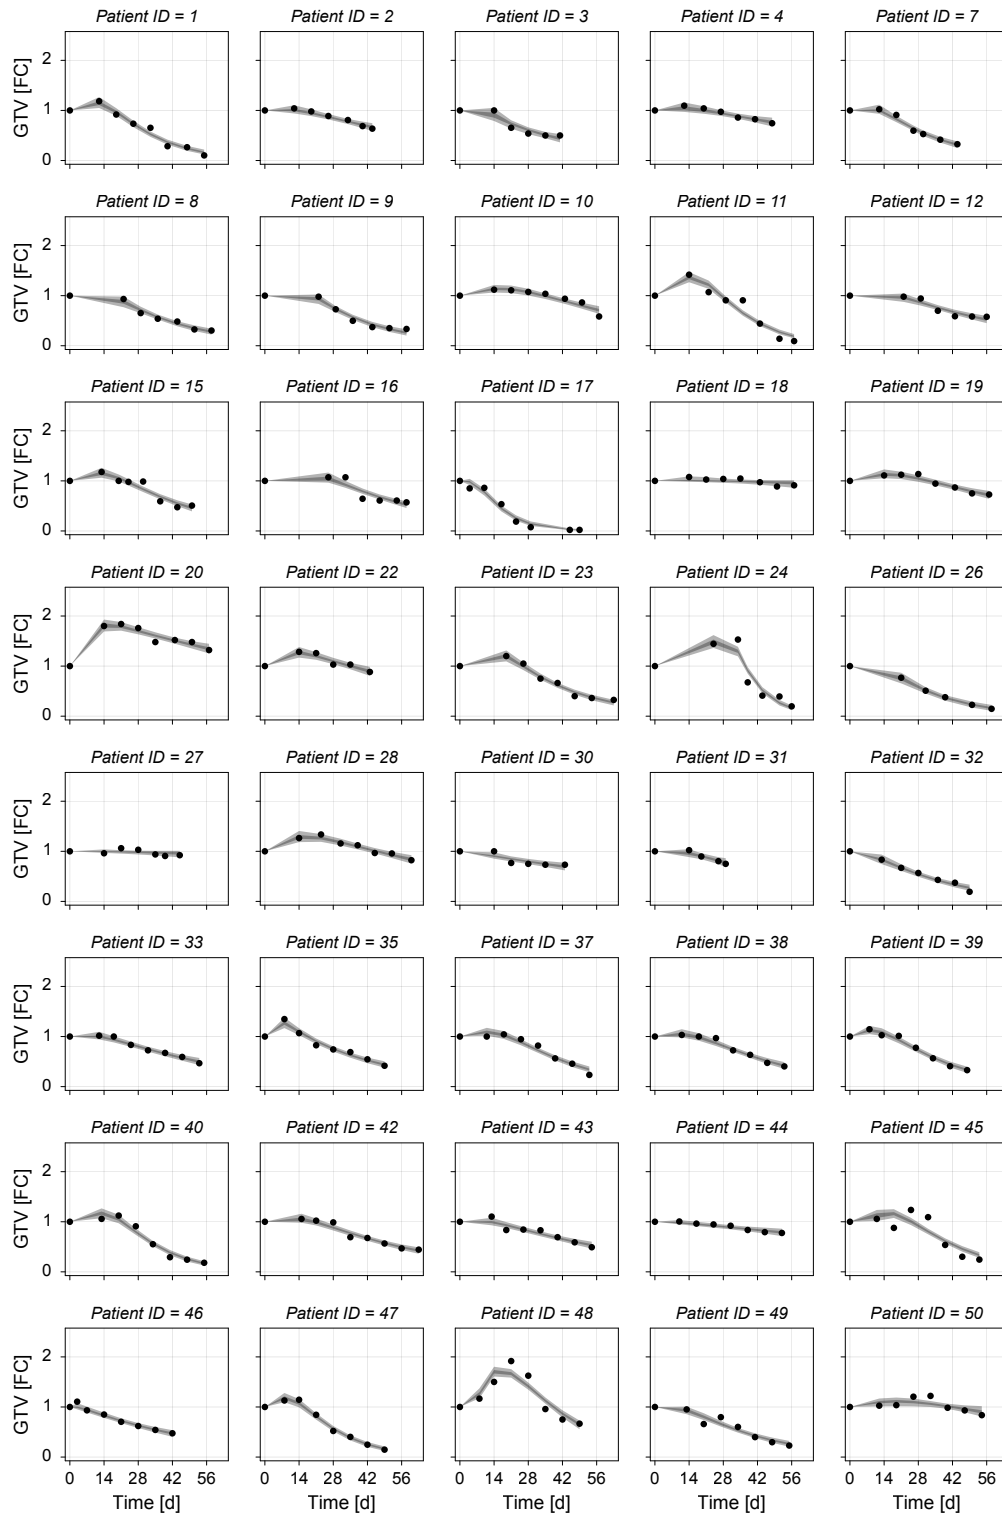 Patient ID = 1 Patient ID = 2 Patient ID = 3 Patient ID = 4 Patient ID = 7
GTV [FC]
2
1
0
Patient ID = 8 Patient ID = 9 Patient ID = 10 Patient ID = 11 Patient ID = 12
GTV [FC]
2
1
0
Patient ID = 15 Patient ID = 16 Patient ID = 17 Patient ID = 18 Patient ID = 19
GTV [FC]
2
1
0
Patient ID = 20 Patient ID = 22 Patient ID = 23 Patient ID = 24 Patient ID = 26
GTV [FC]
2
1
0
Patient ID = 27 Patient ID = 28 Patient ID = 30 Patient ID = 31 Patient ID = 32
GTV [FC]
2
1
0
Patient ID = 33 Patient ID = 35 Patient ID = 37 Patient ID = 38 Patient ID = 39
GTV [FC]
2
1
0
Patient ID = 40 Patient ID = 42 Patient ID = 43 Patient ID = 44 Patient ID = 45
GTV [FC]
2
1
0
Patient ID = 46 Patient ID = 47 Patient ID = 48 Patient ID = 49 Patient ID = 50
GTV [FC]
2
1
0
0 14 28 42 56 0 14 28 42 56 0 14 28 42 56 0 14 28 42 56 0 14 28 42 56
Time [d] Time [d] Time [d] Time [d] Time [d]